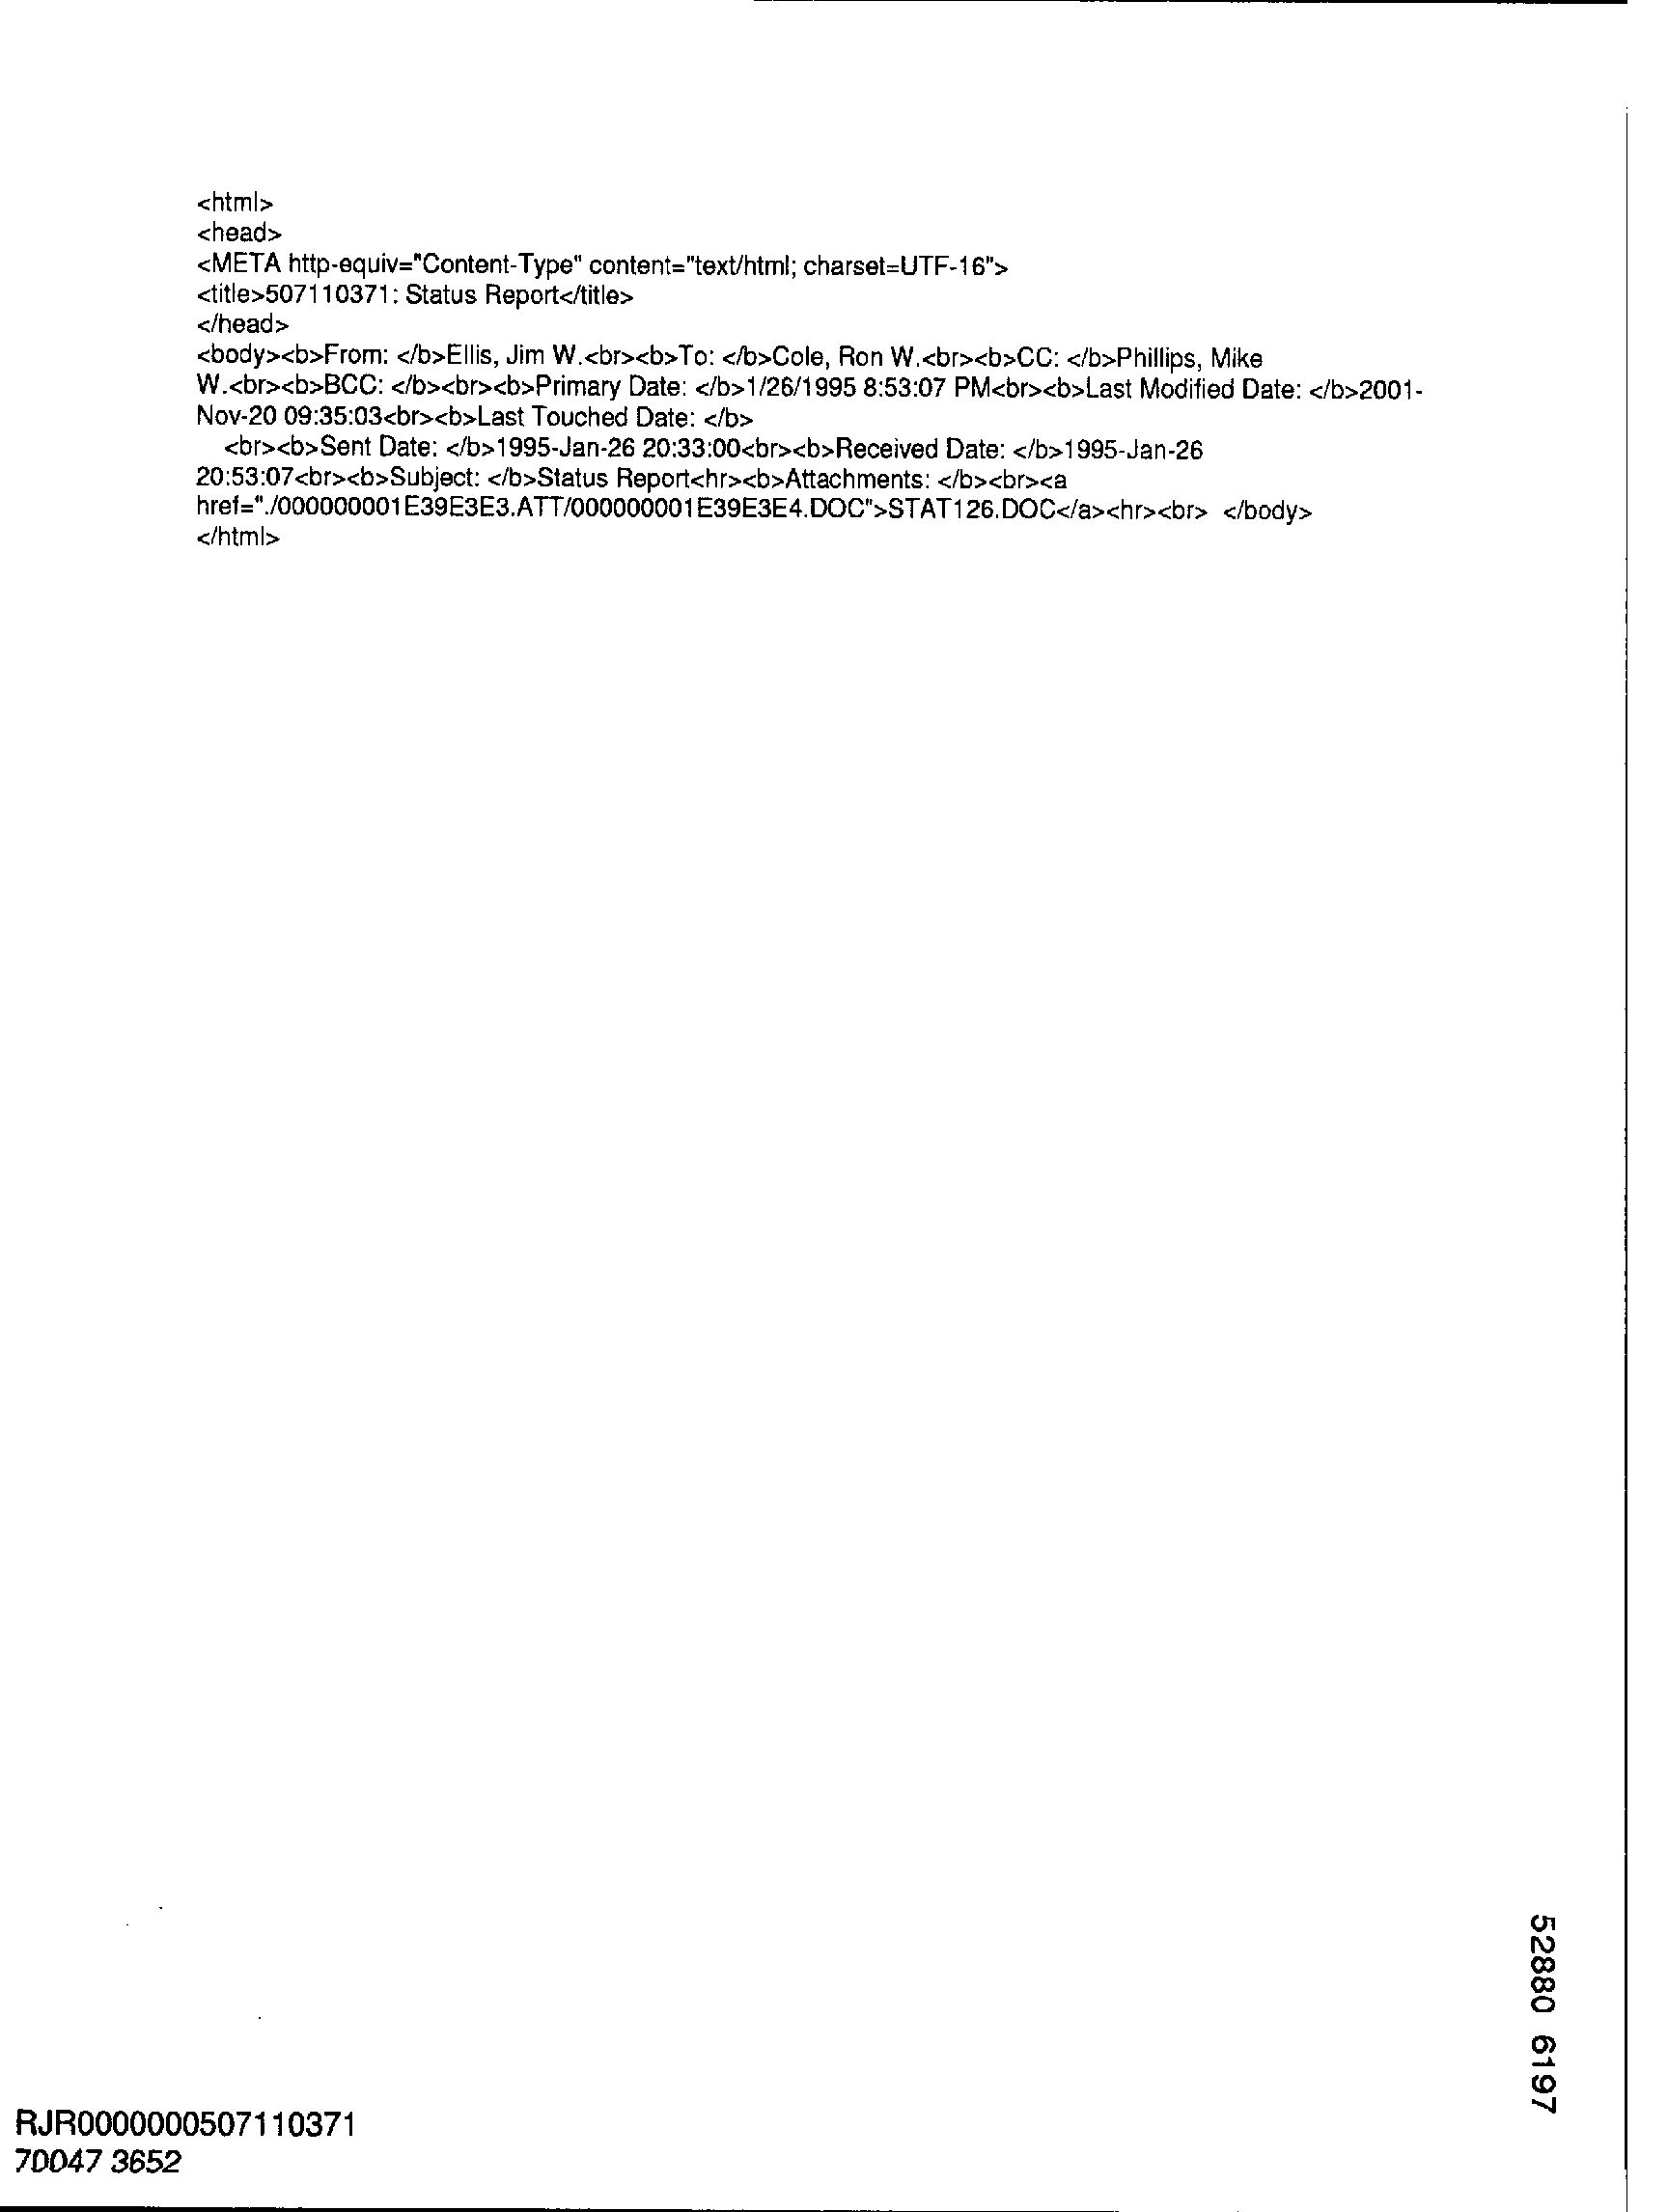 <html>
<head>
<META http-equiv="Content-Type" content="text/html; charset=UTF-16">
<title>507110371: Status Report</title>
</head>
<body><b>From: </b>Ellis, Jim W.<br><b>To: </b>Cole, Ron W.<br><b>CC: </b>Phillips, Mike
W.<br><b>BCC: </b><br><b>Primary Date: </b>1/26/1995 8:53:07 PM<br><b>Last Modified Date: </b>2001-
Nov-20 09:35:03<br><b>Last Touched Date: </b>
<br><b>Sent Date: </b>1995-Jan-26 20:33:00<br><b>Received Date: </b>1995-Jan-26
20:53:07<br><b>Subject: </b>Status Report<hr><b>Attachments: </b><br><a
href="./000000001E39E3E3.ATT/000000001E39E3E4.DOC">STAT126.DOC</a><hr><br> </body>
</html>
52880 6197
RJR0000000507110371
70047 3652